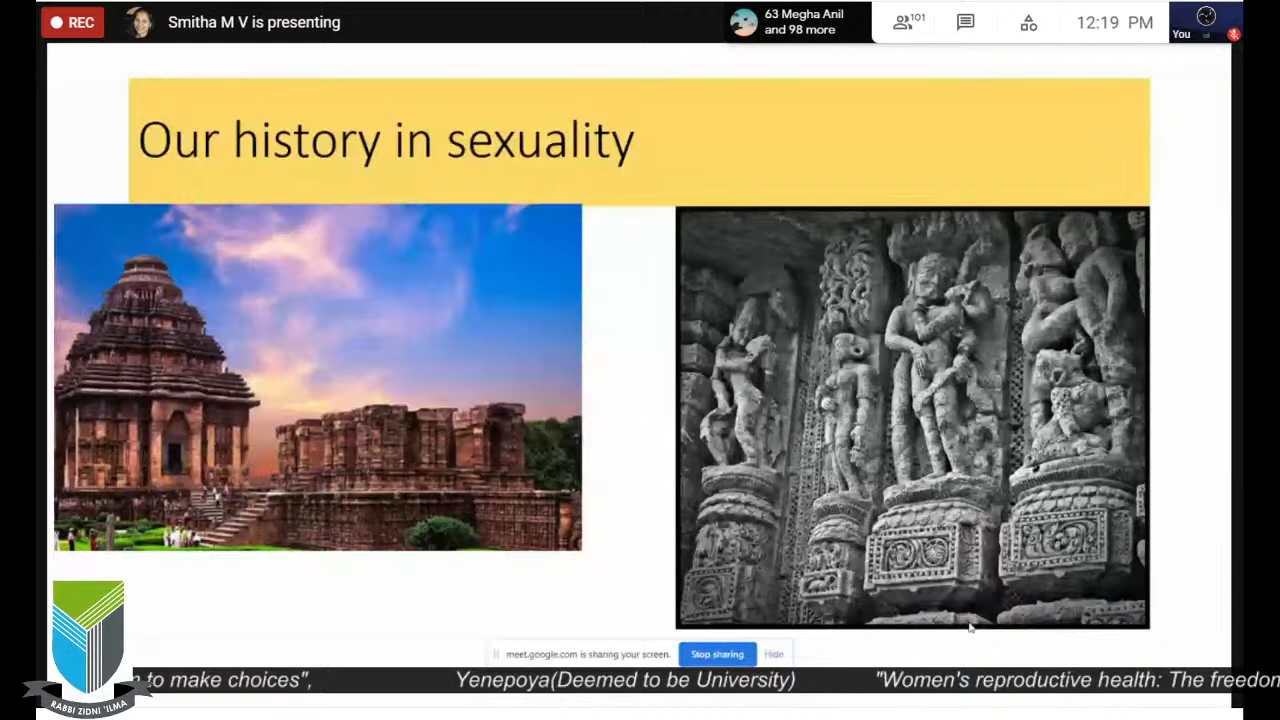 REC
Smitha M V is presenting
63 Megha Anil
and 98 more
101
12:19 PM
You
Our history in sexuality
meet.google.com is sharing your screen.
Stop sharing
Hide
n to make choices",
Yenepoya(Deemed to be University)
"Women's reproductive health: The freedom
RABBI ZIDNI 'ILMA